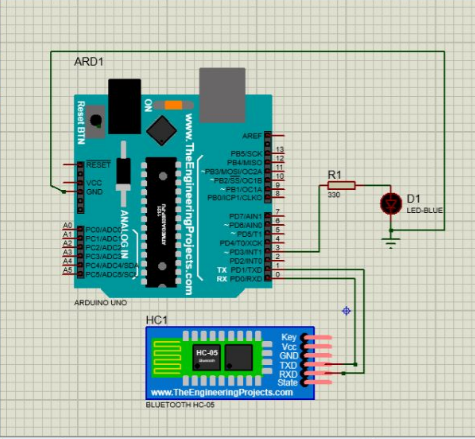 ARD1
Reset BTN
ON
www.TheEngineeringProjects.com
RESET
VCC
GND
ANALOG IN
A0 PC0/ADC0
A1 PC1/ADC1
A2 PC2/ADC2
A3 PC3/ADC3
A4 PC4/ADC4/SDA
A5 PC5/ADC5/SCL
AREF
PB5/SCK 13
PB4/MISO 12
~PB3/MOSI/OC2A 11
~PB2/SS/OC1B 10
~PB1/OC1A 9
PB0/ICP1/CLKO 8
PD7/AIN1 7
~PD6/AIN0 6
~PD5/T1 5
PD4/T0/XCK 4
~PD3/INT1 3
PD2/INT0 2
TX PD1/TXD 1
RX PD0/RXD 0
ARDUINO UNO
R1
330
D1
LED-BLUE
HC1
HC-05
Bluetooth
Key
Vcc
GND
TXD
RXD
State
www.TheEngineeringProjects.com
BLUETOOTH HC-05